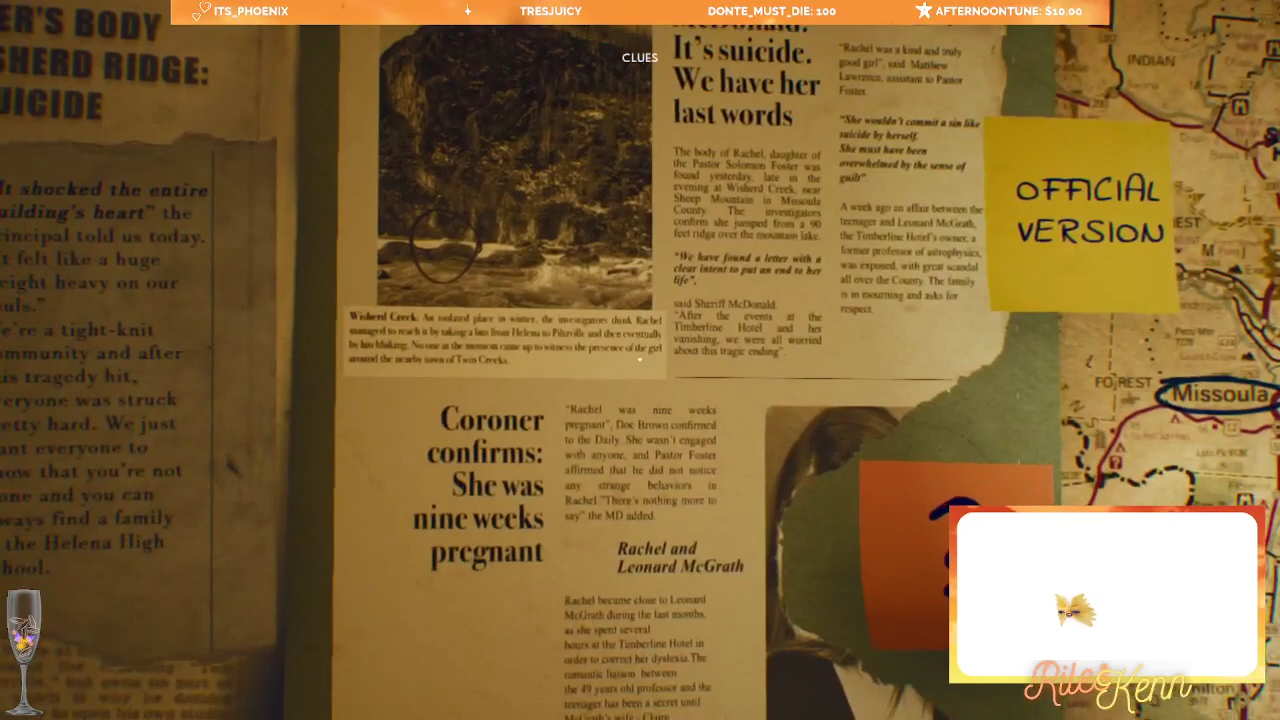 ITS_PHOENIX
TRESJUICY
DONTE_MUST_DIE: 100
AFTERNOONTUNE: $10.00
CLUES
ER'S BODY
SHERD RIDGE:
UICIDE
It shocked the entire
uilding's heart" the
rincipal told us today.
t felt like a huge
eight heavy on our
ouls."
e're a tight-knit
ommunity and after
is tragedy hit,
veryone was struck
etty hard. We just
ant everyone to
now that you're not
one and you can
ways find a family
the Helena High
hool.
McDonald:
It's suicide.
We have her
last words
The body of Rachel, daughter of
the Pastor Solomon Foster was
found yesterday, late in the
evening at Wisherd Creek, near
Sheep Mountain in Missoula
County. The investigators
confirm she jumped from a 90
feet ridge over the mountain lake.
"We have found a letter with a
clear intent to put an end to her
life",
said Sheriff McDonald.
"After the events at the
Timberline Hotel and her
vanishing, we were all worried
about this tragic ending".
"Rachel was a kind and truly
good girl", said Matthew
Lawrence, assistant to Pastor
Foster.
"She wouldn't commit a sin like
suicide by herself.
She must have been
overwhelmed by the sense of
guilt".
A week ago an affair between the
teenager and Leonard McGrath,
the Timberline Hotel's owner, a
former professor of astrophysics,
was exposed, with great scandal
all over the County. The family
is in mourning and asks for
respect.
Wisherd Creek: An isolated place in winter, the investigators think Rachel
managed to reach it by taking a bus from Helena to Piltzville and then eventually
by hitchhiking. No one at the moment came up to witness the presence of the girl
around the nearby town of Twin Creeks.
Coroner
confirms:
She was
nine weeks
pregnant
"Rachel was nine weeks
pregnant", Doc Brown confirmed
to the Daily. She wasn't engaged
with anyone, and Pastor Foster
affirmed that he did not notice
any strange behaviors in
Rachel."There's nothing more to
say" the MD added.
Rachel and
Leonard McGrath
Rachel became close to Leonard
McGrath during the last months,
as she spent several
hours at the Timberline Hotel in
order to correct her dyslexia.The
romantic liaison between
the 49 years old professor and the
teenager has been a secret until
McGrath's wife - Claire
OFFICIAL
VERSION
INDIAN
EST
FOREST
Missoula
Riley Kenn